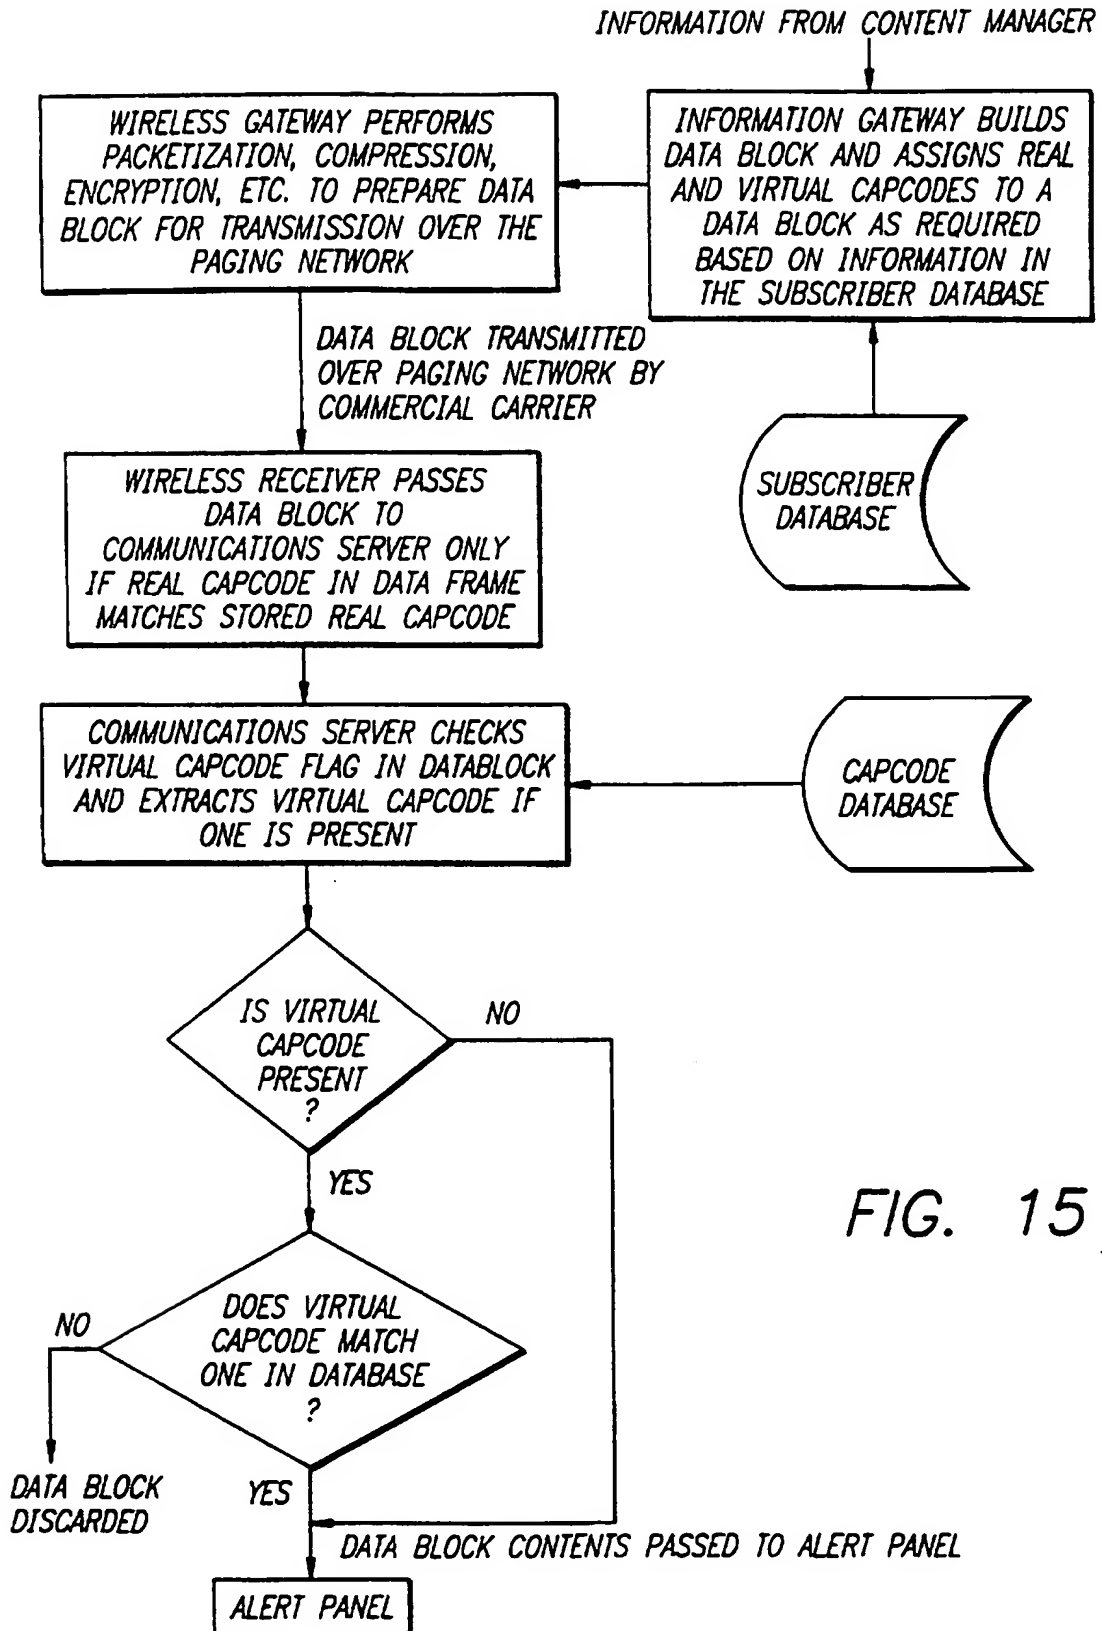 INFORMATION FROM CONTENT MANAGER
WIRELESS GATEWAY PERFORMS
PACKETIZATION, COMPRESSION,
ENCRYPTION, ETC. TO PREPARE DATA
BLOCK FOR TRANSMISSION OVER THE
PAGING NETWORK
INFORMATION GATEWAY BUILDS
DATA BLOCK AND ASSIGNS REAL
AND VIRTUAL CAPCODES TO A
DATA BLOCK AS REQUIRED
BASED ON INFORMATION IN
THE SUBSCRIBER DATABASE
DATA BLOCK TRANSMITTED
OVER PAGING NETWORK BY
COMMERCIAL CARRIER
SUBSCRIBER
DATABASE
WIRELESS RECEIVER PASSES
DATA BLOCK TO
COMMUNICATIONS SERVER ONLY
IF REAL CAPCODE IN DATA FRAME
MATCHES STORED REAL CAPCODE
COMMUNICATIONS SERVER CHECKS
VIRTUAL CAPCODE FLAG IN DATABLOCK
AND EXTRACTS VIRTUAL CAPCODE IF
ONE IS PRESENT
CAPCODE
DATABASE
IS VIRTUAL
CAPCODE
PRESENT
?
NO
YES
FIG. 15
DOES VIRTUAL
CAPCODE MATCH
ONE IN DATABASE
?
NO
DATA BLOCK
DISCARDED
YES
DATA BLOCK CONTENTS PASSED TO ALERT PANEL
ALERT PANEL